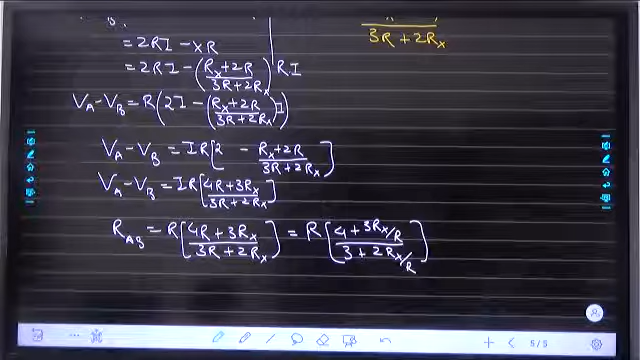 3R + 2Rx
= 2RI - xR
= 2RI - (Rx + 2R / 3R + 2Rx) RI
VA - VB = R(2I - (Rx + 2R / 3R + 2Rx) I)
VA - VB = IR[2 - Rx + 2R / 3R + 2Rx]
VA - VB = IR[4R + 3Rx / 3R + 2Rx]
RAB = R[4R + 3Rx / 3R + 2Rx] = R[4 + 3Rx/R / 3 + 2Rx/R]
5/5